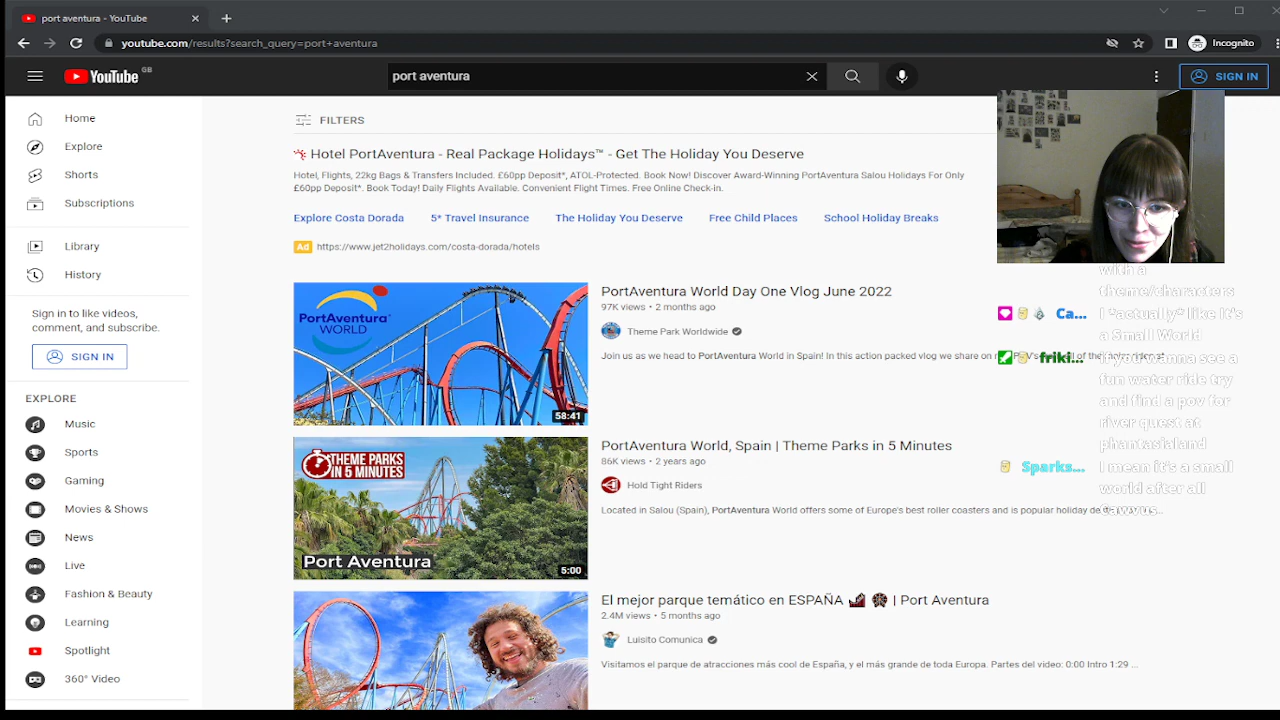 port aventura - YouTube
youtube.com/results?search_query=port+aventura
Incognito
YouTube GB
port aventura
SIGN IN
Home
Explore
Shorts
Subscriptions
Library
History
Sign in to like videos,
comment, and subscribe.
SIGN IN
EXPLORE
Music
Sports
Gaming
Movies & Shows
News
Live
Fashion & Beauty
Learning
Spotlight
360° Video
FILTERS
Hotel PortAventura - Real Package Holidays™ - Get The Holiday You Deserve
Hotel, Flights, 22kg Bags & Transfers Included. £60pp Deposit*, ATOL-Protected. Book Now! Discover Award-Winning PortAventura Salou Holidays For Only
£60pp Deposit*. Book Today! Daily Flights Available. Convenient Flight Times. Free Online Check-in.
Explore Costa Dorada 5* Travel Insurance The Holiday You Deserve Free Child Places School Holiday Breaks
Ad https://www.jet2holidays.com/costa-dorada/hotels
PortAventura
WORLD
58:41
PortAventura World Day One Vlog June 2022
97K views • 2 months ago
Theme Park Worldwide
Join us as we head to PortAventura World in Spain! In this action packed vlog we share on
THEME PARKS
IN 5 MINUTES
Port Aventura
5:00
PortAventura World, Spain | Theme Parks in 5 Minutes
86K views • 2 years ago
Hold Tight Riders
Located in Salou (Spain), PortAventura World offers some of Europe's best roller coasters and is popular holiday
El mejor parque temático en ESPAÑA | Port Aventura
2.4M views • 5 months ago
Luisito Comunica
Visitamos el parque de atracciones más cool de España, y el más grande de toda Europa. Partes del video: 0:00 Intro 1:29 ...
with a
theme/characters
Ca... I *actually* like It's
a Small World
friki... If you wanna see a
fun water ride try
and find a pov for
river quest at
phantasialand
Sparks... I mean it's a small
world after all